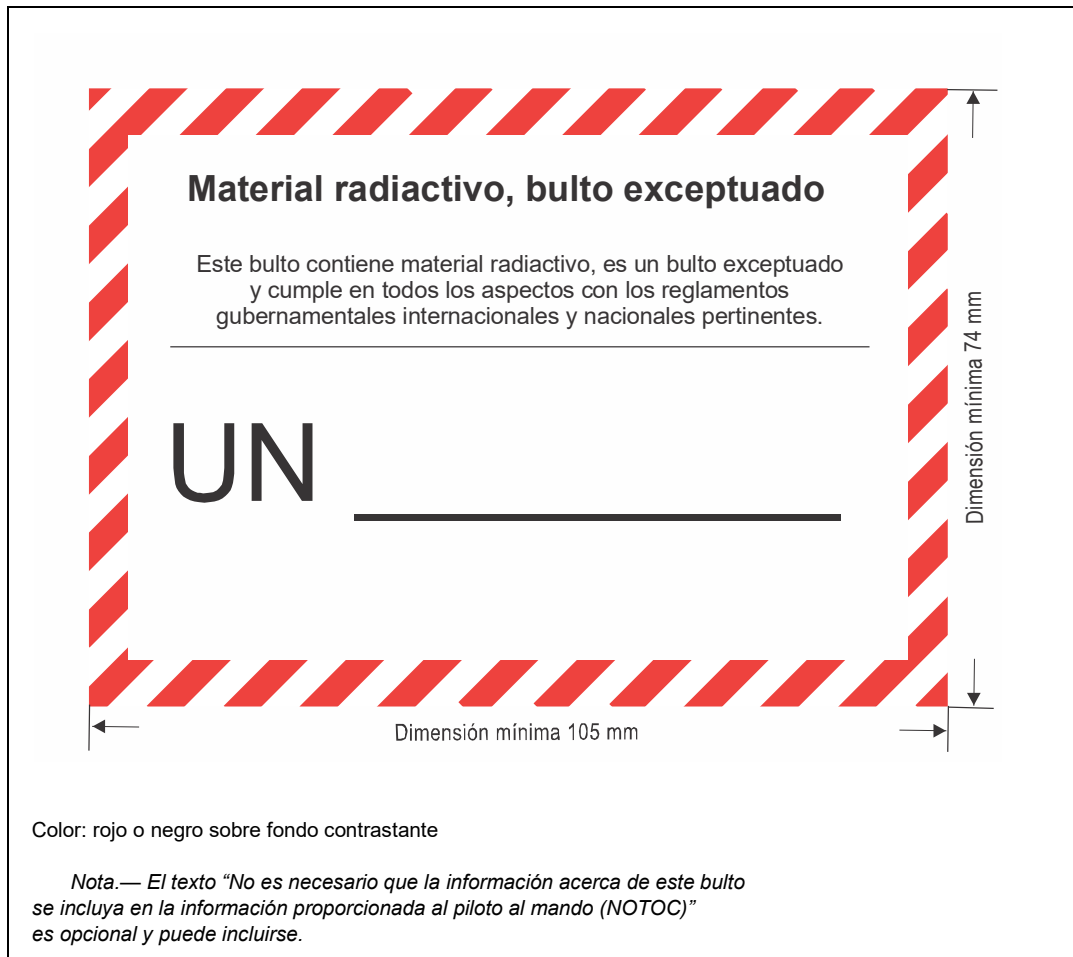 Material radiactivo, bulto exceptuado
Este bulto contiene material radiactivo, es un bulto exceptuado
y cumple en todos los aspectos con los reglamentos
gubernamentales internacionales y nacionales pertinentes.
UN
Dimensión mínima 74 mm
Dimensión mínima 105 mm
Color: rojo o negro sobre fondo contrastante
Nota.— El texto “No es necesario que la información acerca de este bulto
se incluya en la información proporcionada al piloto al mando (NOTOC)”
es opcional y puede incluirse.